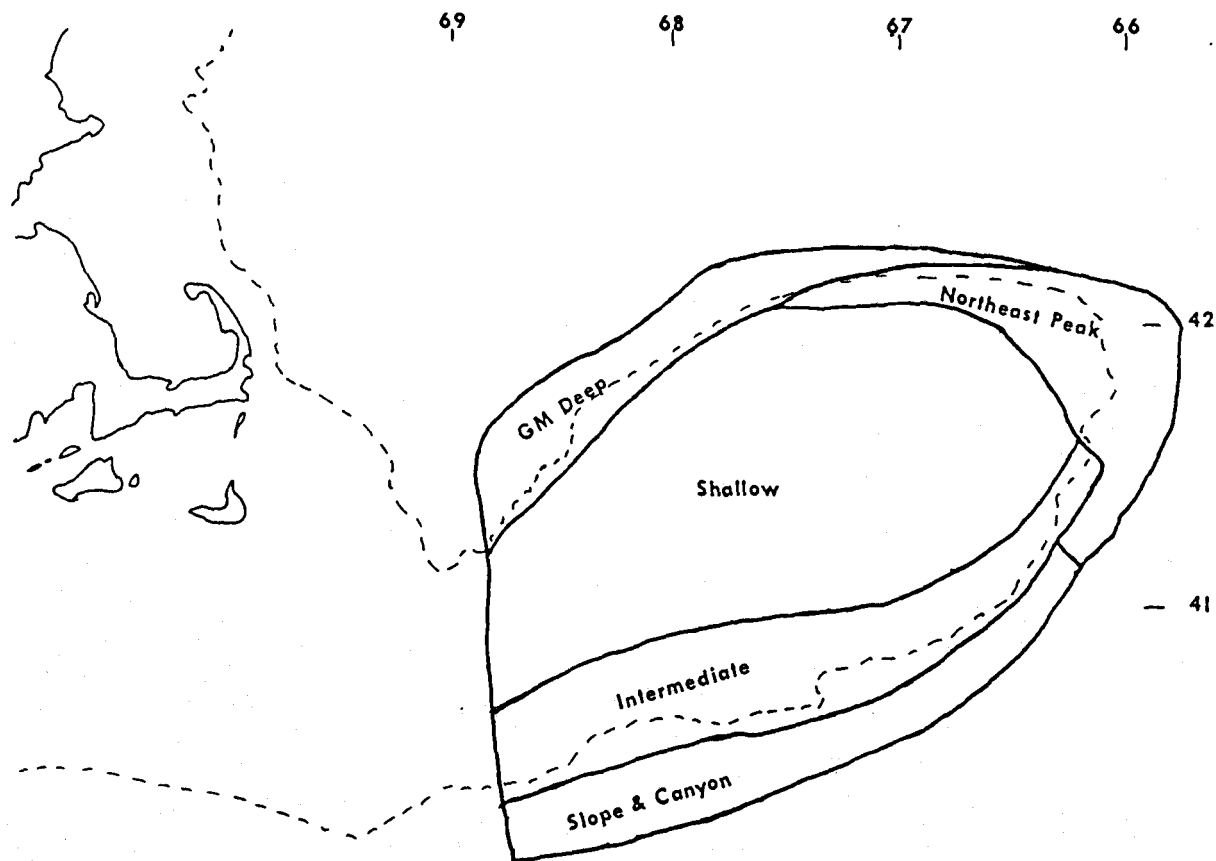 69 68 67 66
Northeast Peak
42
GM Deep
Shallow
41
Intermediate
Slope & Canyon